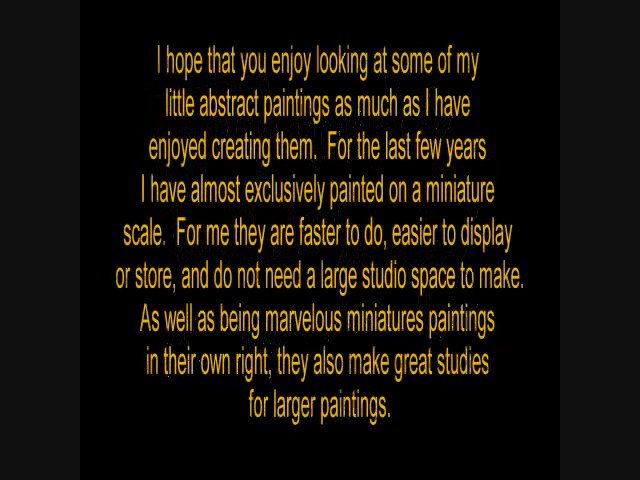 I hope that you enjoy looking at some of my
little abstract paintings as much as I have
enjoyed creating them.  For the last few years
I have almost exclusively painted on a miniature
scale.  For me they are faster to do, easier to display
or store, and do not need a large studio space to make.
As well as being marvelous miniatures paintings
in their own right, they also make great studies
for larger paintings.